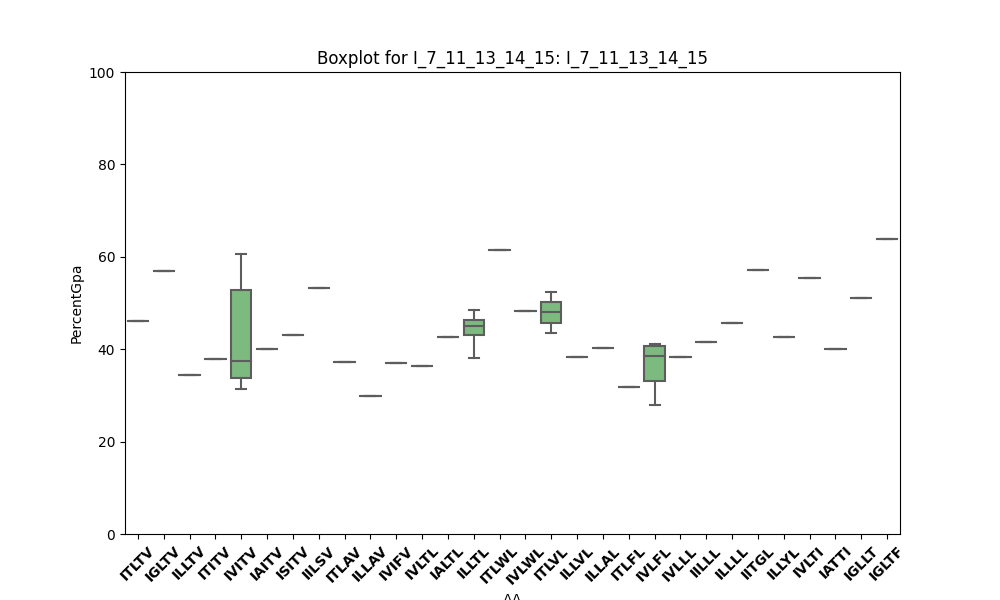 Boxplot for I_7_11_13_14_15: I_7_11_13_14_15
PercentGpa
100
80
60
40
20
0
ITLTV IGLTV ILLTV ITITV IVITV IAITV ISITV IILSV ITLAV ILLAV IVIFV IVLTL IALTL ILLTL ITLWL IVLWL ITLVL ILLVL ILLAL ITLFL IVLFL IVLLL IILLL ILLLL IITGL ILLYL IVLTI IATTI IGLLT IGLTF
AA